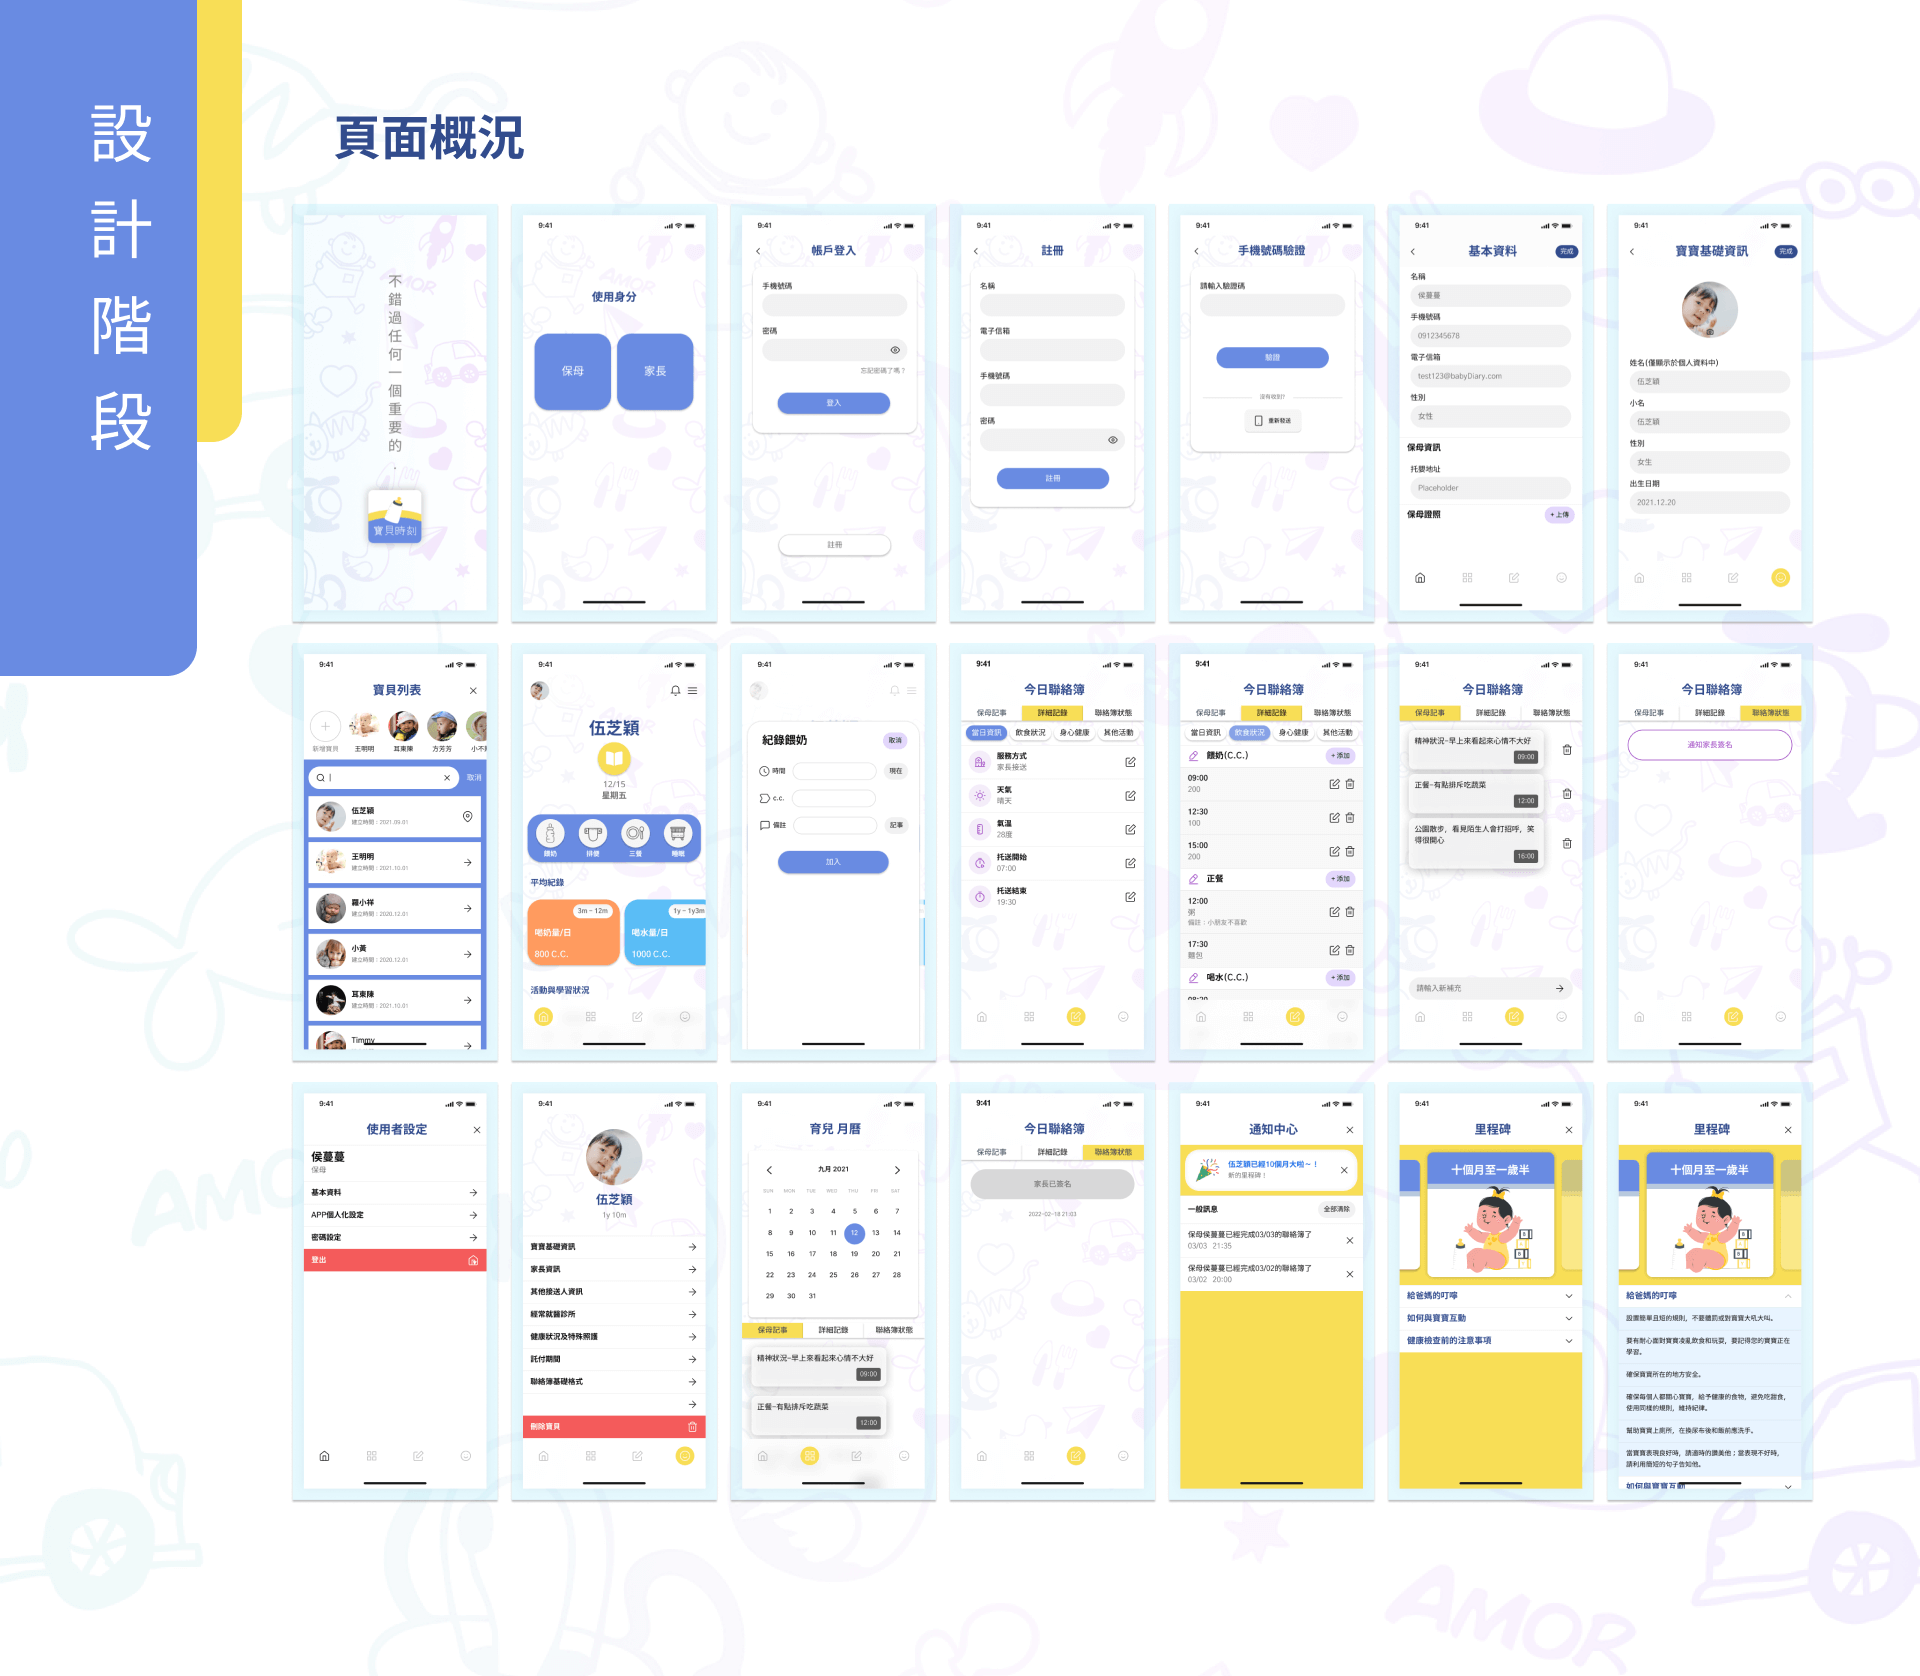 設計階段
頁面概況
不錯過任何一個重要的.
寶貝時刻
9:41
使用身分
保母
家長
9:41
帳戶登入
手機號碼
密碼
忘記密碼了嗎？
登入
註冊
9:41
註冊
名稱
電子信箱
手機號碼
密碼
註冊
9:41
手機號碼驗證
請輸入驗證碼
驗證
沒有收到?
重新發送
9:41
基本資料
完成
名稱
侯蔓蔓
手機號碼
0912345678
電子信箱
test123@babyDiary.com
性別
女性
保母資訊
托嬰地址
Placeholder
保母證照
+上傳
9:41
寶寶基礎資訊
完成
姓名(僅顯示於個人資料中)
伍芝穎
小名
伍芝穎
性別
女生
出生日期
2021.12.20
9:41
寶貝列表
新增寶貝
王明明
耳東陳
方芳芳
取消
伍芝穎
建立時間：2021.09.01
王明明
建立時間：2021.10.01
羅小祥
建立時間：2020.12.01
小黃
建立時間：2020.12.01
耳東陳
建立時間：2021.10.01
Timmy
9:41
伍芝穎
12/15
星期五
餵奶
排便
三餐
睡眠
平均紀錄
3m - 12m
喝奶量/日
800 C.C.
1y - 1y3m
喝水量/日
1000 C.C.
活動與學習狀況
9:41
紀錄餵奶
取消
時間
現在
c.c.
備註
記事
加入
9:41
今日聯絡簿
保母記事
詳細記錄
聯絡簿狀態
當日資訊
飲食狀況
身心健康
其他活動
服務方式
家長接送
天氣
晴天
氣溫
28度
托送開始
07:00
托送結束
19:30
9:41
今日聯絡簿
保母記事
詳細記錄
聯絡簿狀態
當日資訊
飲食狀況
身心健康
其他活動
餵奶(C.C.)
+添加
09:00
200
12:30
100
15:00
200
正餐
+添加
12:00
粥
備註：小朋友不喜歡
17:30
麵包
喝水(C.C.)
+添加
9:41
今日聯絡簿
保母記事
詳細記錄
聯絡簿狀態
精神狀況-早上來看起來心情不大好
09:00
正餐-有點排斥吃蔬菜
12:00
公園散步，看見陌生人會打招呼，笑
得很開心
16:00
請輸入新補充
9:41
今日聯絡簿
保母記事
詳細記錄
聯絡簿狀態
通知家長簽名
9:41
使用者設定
侯蔓蔓
保母
基本資料
APP個人化設定
密碼設定
登出
9:41
伍芝穎
1y 10m
寶寶基礎資訊
家長資訊
其他接送人資訊
經常就醫診所
健康狀況及特殊照護
託付期間
聯絡簿基礎格式
刪除寶貝
9:41
育兒 月曆
九月 2021
SUN MON TUE WED THU FRI SAT
1 2 3 4 5 6 7
8 9 10 11 12 13 14
15 16 17 18 19 20 21
22 23 24 25 26 27 28
29 30 31
保母記事
詳細記錄
聯絡簿狀態
精神狀況-早上來看起來心情不大好
09:00
正餐-有點排斥吃蔬菜
12:00
9:41
今日聯絡簿
保母記事
詳細記錄
聯絡簿狀態
家長已簽名
2022-02-18 21:03
9:41
通知中心
伍芝穎已經10個月大啦～！
新的里程碑！
一般訊息
全部清除
保母侯蔓蔓已經完成03/03的聯絡簿了
03/03 21:35
保母侯蔓蔓已經完成03/02的聯絡簿了
03/02 20:00
9:41
里程碑
十個月至一歲半
給爸媽的叮嚀
如何與寶寶互動
健康檢查前的注意事項
9:41
里程碑
十個月至一歲半
給爸媽的叮嚀
設置簡單且短的規則，不要體罰或對寶寶大吼大叫。
要有耐心面對寶寶凌亂飲食和玩耍，要記得您的寶寶正在
學習。
確保寶寶所在的地方安全。
確保每個人都關心寶寶，給予健康的食物，避免吃甜食，
使用同樣的規則，維持紀律。
幫助寶寶上廁所，在換尿布後和飯前應洗手。
當寶寶表現良好時，請適時的讚美他；當表現不好時，
請利用簡短的句子告知他。
如何與寶寶互動
AMOR
AMOR